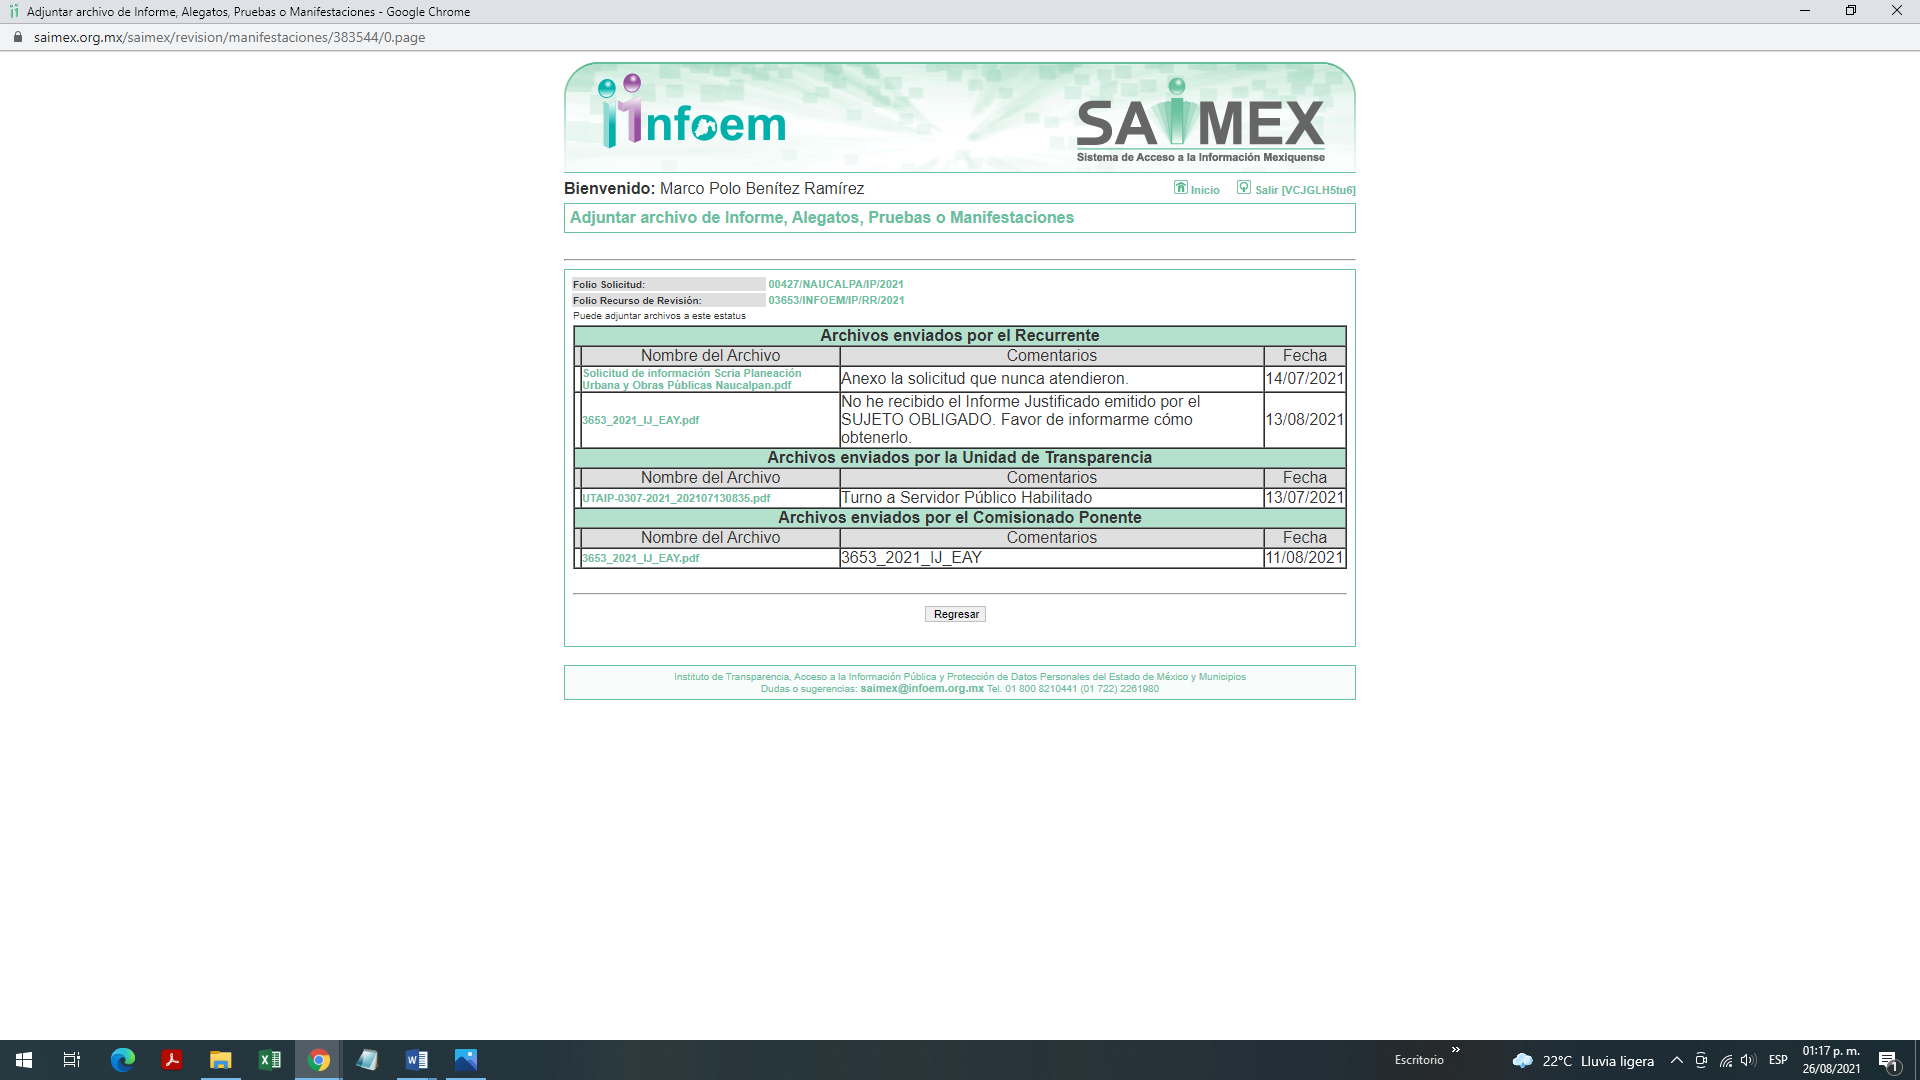 Adjuntar archivo de Informe, Alegatos, Pruebas o Manifestaciones - Google Chrome
saimex.org.mx/saimex/revision/manifestaciones/383544/0.page
infoem
SAIMEX
Sistema de Acceso a la Información Mexiquense
Bienvenido: Marco Polo Benítez Ramírez
Inicio
Salir [VCJGLH5tu6]
Adjuntar archivo de Informe, Alegatos, Pruebas o Manifestaciones
Folio Solicitud: 00427/NAUCALPA/IP/2021
Folio Recurso de Revisión: 03653/INFOEM/IP/RR/2021
Puede adjuntar archivos a este estatus
Archivos enviados por el Recurrente
Nombre del Archivo Comentarios Fecha
Solicitud de información Scria Planeación
Urbana y Obras Públicas Naucalpan.pdf
Anexo la solicitud que nunca atendieron.
14/07/2021
3653_2021_IJ_EAY.pdf
No he recibido el Informe Justificado emitido por el
SUJETO OBLIGADO. Favor de informarme cómo
obtenerlo.
13/08/2021
Archivos enviados por la Unidad de Transparencia
Nombre del Archivo Comentarios Fecha
UTAIP-0307-2021_202107130835.pdf Turno a Servidor Público Habilitado 13/07/2021
Archivos enviados por el Comisionado Ponente
Nombre del Archivo Comentarios Fecha
3653_2021_IJ_EAY.pdf 3653_2021_IJ_EAY 11/08/2021
Regresar
Instituto de Transparencia, Acceso a la Información Pública y Protección de Datos Personales del Estado de México y Municipios
Dudas o sugerencias: saimex@infoem.org.mx Tel. 01 800 8210441 (01 722) 2261980
Escritorio
22°C Lluvia ligera
ESP
01:17 p. m.
26/08/2021
1